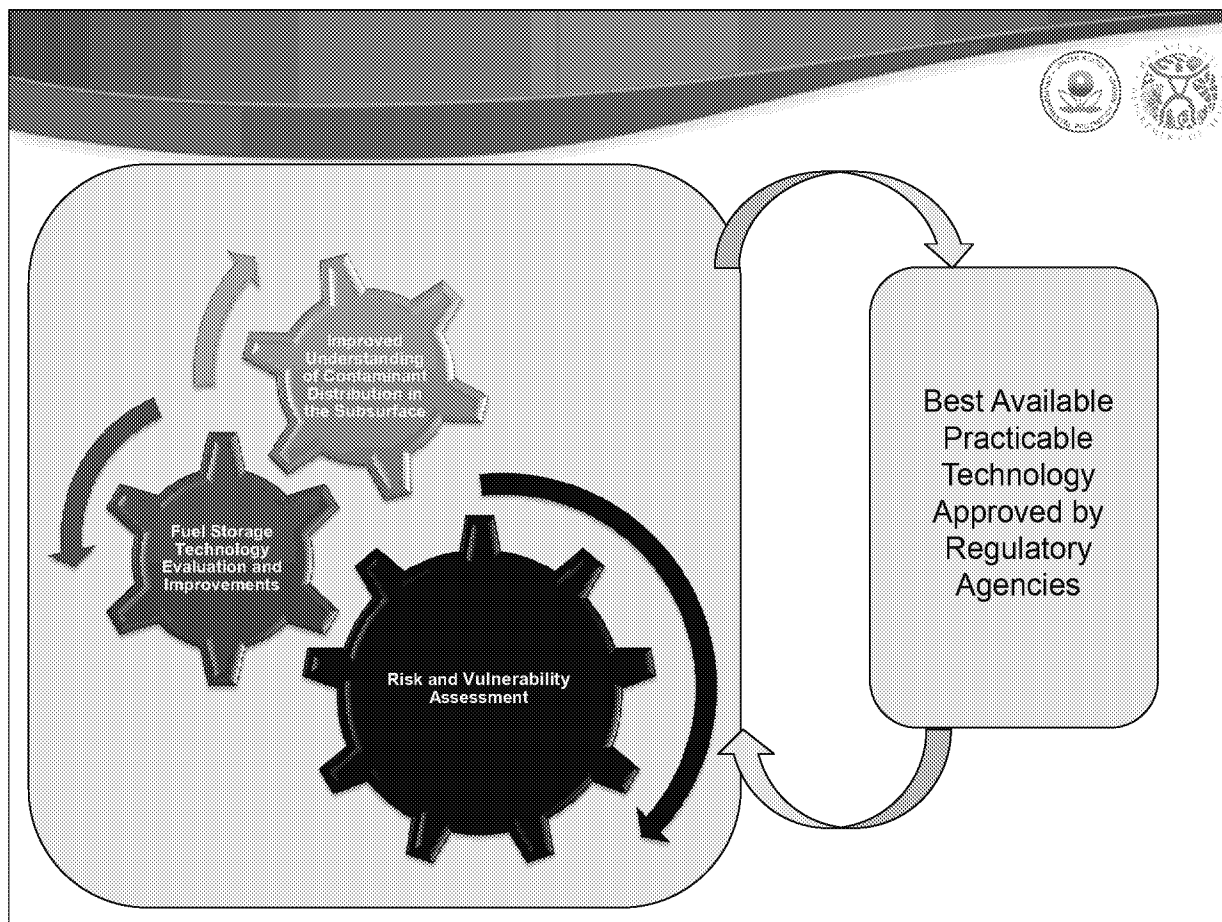 Improved
Understanding
of Contaminant
Distribution in
the Subsurface
Fuel Storage
Technology
Evaluation and
Improvements
Risk and Vulnerability
Assessment
Best Available
Practicable
Technology
Approved by
Regulatory
Agencies